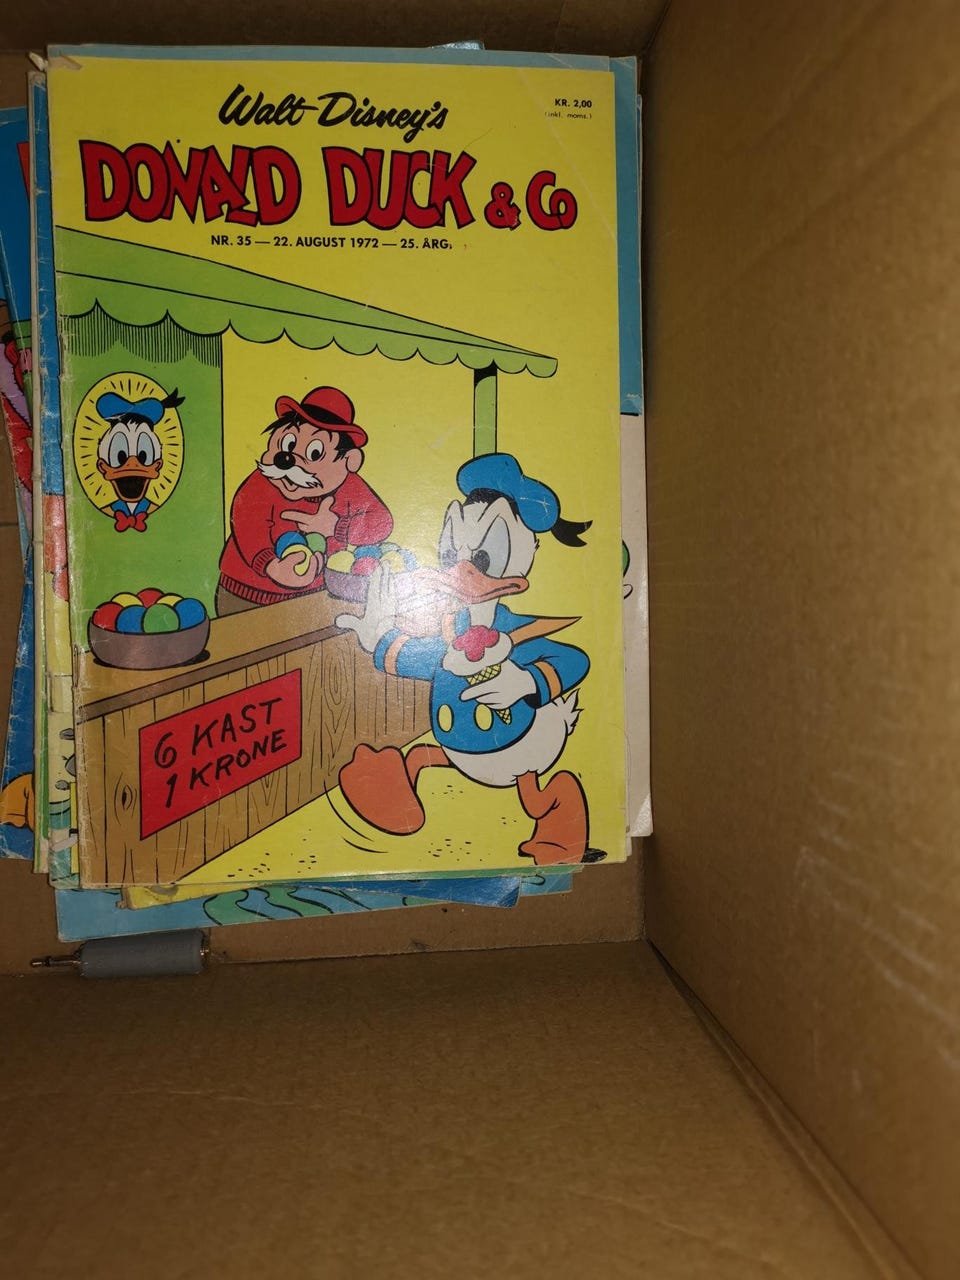 Walt Disney's
KR. 2,00
(inkl. moms.)
DONALD DUCK & Co
NR. 35 — 22. AUGUST 1972 — 25. ÅRG.
6 KAST
1 KRONE